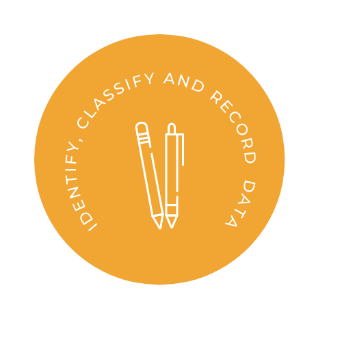 IDENTIFY, CLASSIFY AND RECORD DATA